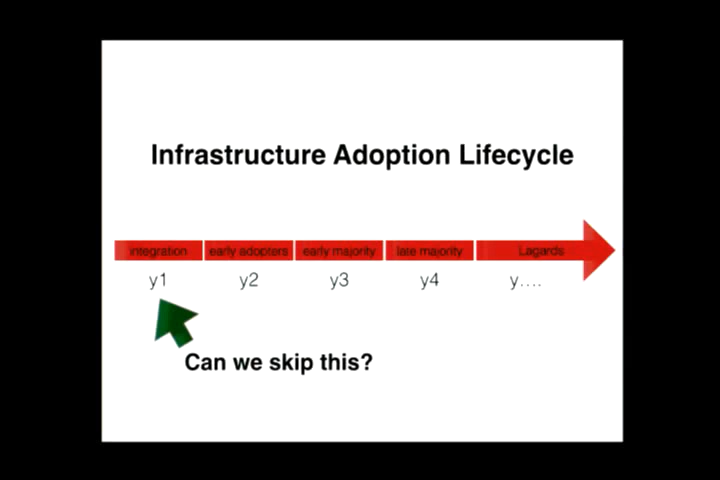 Infrastructure Adoption Lifecycle
integration early adopters early majority late majority Lagards
y1 y2 y3 y4 y....
Can we skip this?